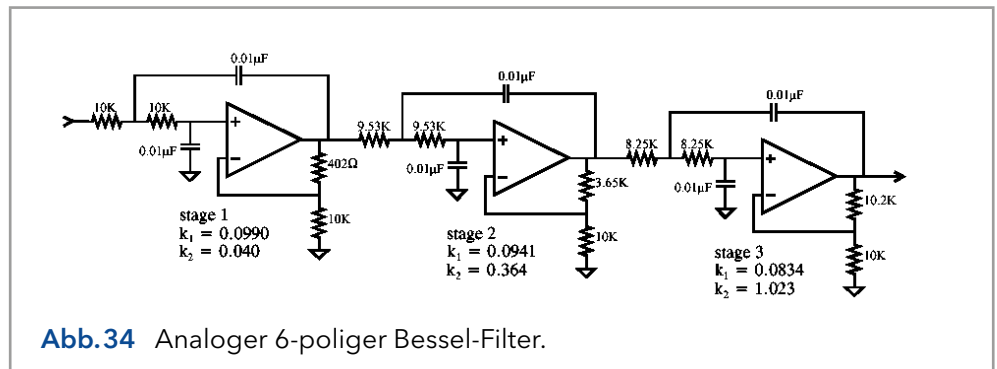 0.01μF
10K
10K
0.01μF
402Ω
10K
stage 1
k₁ = 0.0990
k₂ = 0.040
0.01μF
9.53K
9.53K
0.01μF
3.65K
10K
stage 2
k₁ = 0.0941
k₂ = 0.364
0.01μF
8.25K
8.25K
0.01μF
10.2K
10K
stage 3
k₁ = 0.0834
k₂ = 1.023
Abb.34 Analoger 6-poliger Bessel-Filter.